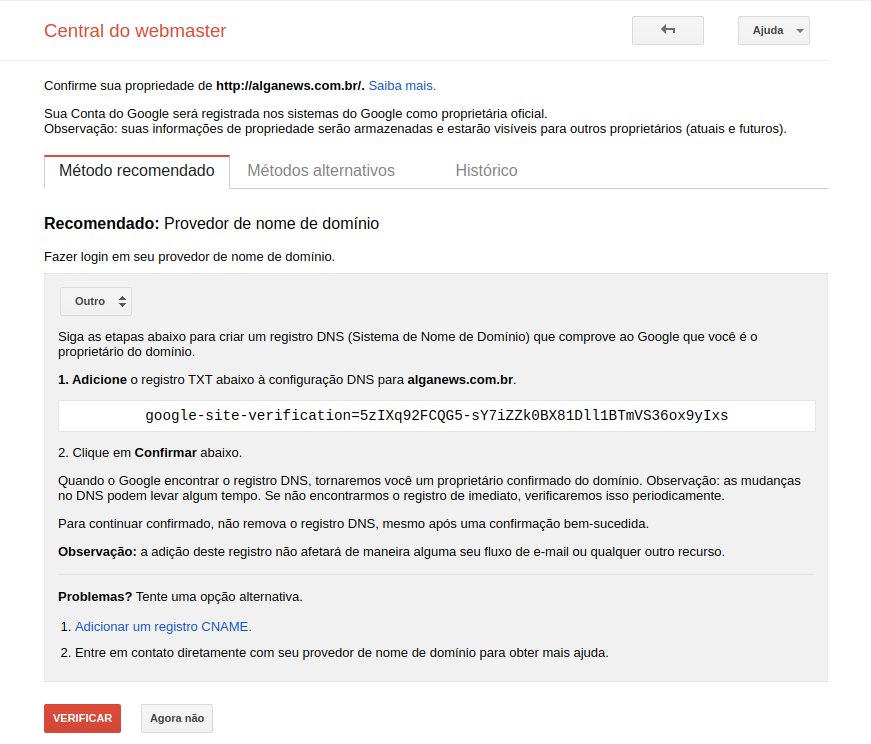 Central do webmaster
Ajuda
Confirme sua propriedade de http://alganews.com.br/. Saiba mais.
Sua Conta do Google será registrada nos sistemas do Google como proprietária oficial.
Observação: suas informações de propriedade serão armazenadas e estarão visíveis para outros proprietários (atuais e futuros).
Método recomendado Métodos alternativos Histórico
Recomendado: Provedor de nome de domínio
Fazer login em seu provedor de nome de domínio.
Outro
Siga as etapas abaixo para criar um registro DNS (Sistema de Nome de Domínio) que comprove ao Google que você é o
proprietário do domínio.
1. Adicione o registro TXT abaixo à configuração DNS para alganews.com.br.
google-site-verification=5zIXq92FCQG5-sY7iZZk0BX81Dll1BTmVS36ox9yIxs
2. Clique em Confirmar abaixo.
Quando o Google encontrar o registro DNS, tornaremos você um proprietário confirmado do domínio. Observação: as mudanças
no DNS podem levar algum tempo. Se não encontrarmos o registro de imediato, verificaremos isso periodicamente.
Para continuar confirmado, não remova o registro DNS, mesmo após uma confirmação bem-sucedida.
Observação: a adição deste registro não afetará de maneira alguma seu fluxo de e-mail ou qualquer outro recurso.
Problemas? Tente uma opção alternativa.
1. Adicionar um registro CNAME.
2. Entre em contato diretamente com seu provedor de nome de domínio para obter mais ajuda.
VERIFICAR Agora não